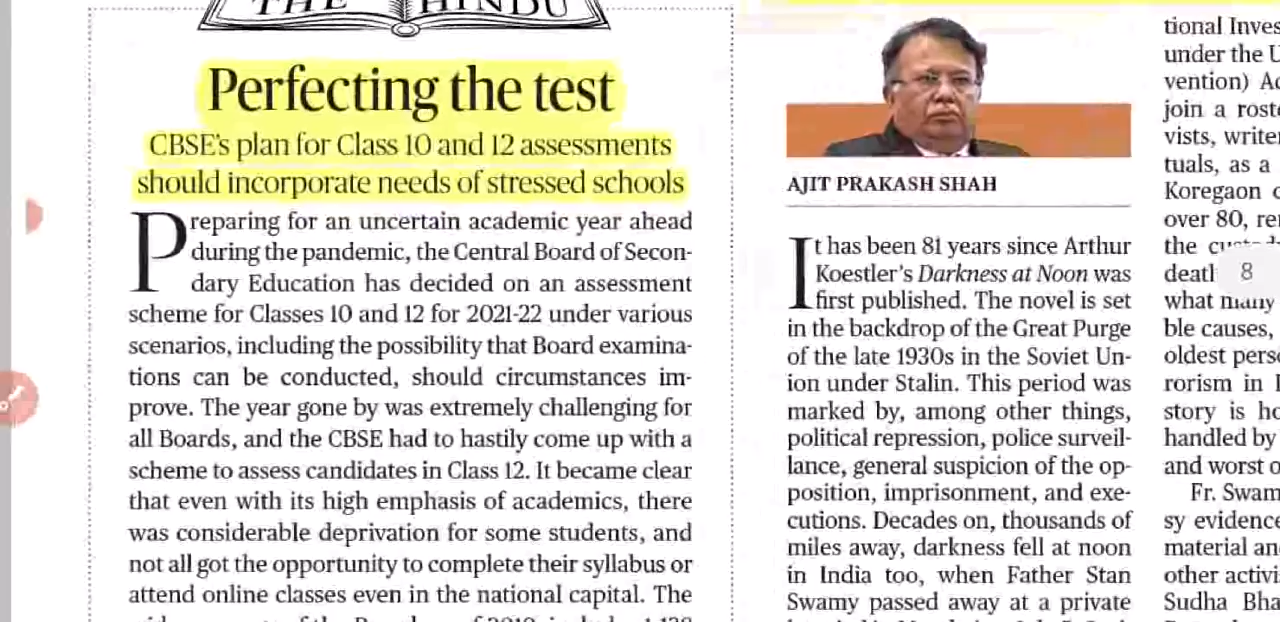 THE HINDU
Perfecting the test
CBSE's plan for Class 10 and 12 assessments
should incorporate needs of stressed schools
Preparing for an uncertain academic year ahead
during the pandemic, the Central Board of Secon-
dary Education has decided on an assessment
scheme for Classes 10 and 12 for 2021-22 under various
scenarios, including the possibility that Board examina-
tions can be conducted, should circumstances im-
prove. The year gone by was extremely challenging for
all Boards, and the CBSE had to hastily come up with a
scheme to assess candidates in Class 12. It became clear
that even with its high emphasis of academics, there
was considerable deprivation for some students, and
not all got the opportunity to complete their syllabus or
attend online classes even in the national capital. The
AJIT PRAKASH SHAH
It has been 81 years since Arthur
Koestler's Darkness at Noon was
first published. The novel is set
in the backdrop of the Great Purge
of the late 1930s in the Soviet Un-
ion under Stalin. This period was
marked by, among other things,
political repression, police surveil-
lance, general suspicion of the op-
position, imprisonment, and exe-
cutions. Decades on, thousands of
miles away, darkness fell at noon
in India too, when Father Stan
Swamy passed away at a private
tional Inves
under the U
vention) Ac
join a roste
vists, write
tuals, as a
Koregaon c
over 80, re
the
8
what many
ble causes,
oldest perso
rorism in I
story is ho
handled by
and worst o
Fr. Swam
sy evidence
material an
other activi
Sudha Bha